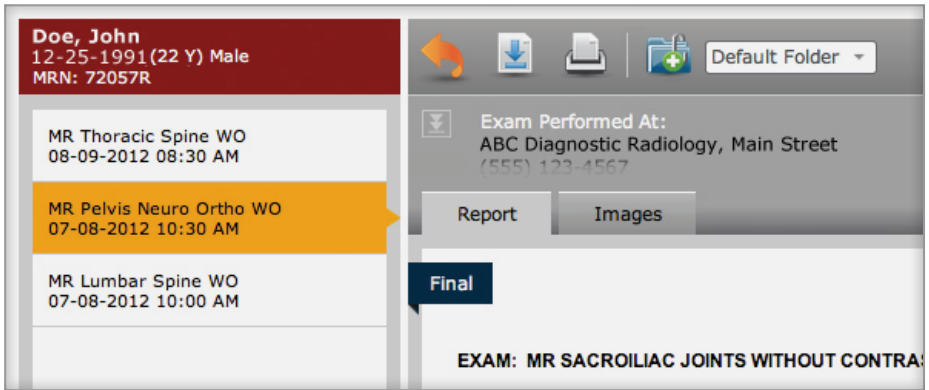 Doe, John
12-25-1991(22 Y) Male
MRN: 72057R
MR Thoracic Spine WO
08-09-2012 08:30 AM
MR Pelvis Neuro Ortho WO
07-08-2012 10:30 AM
MR Lumbar Spine WO
07-08-2012 10:00 AM
Default Folder
Exam Performed At:
ABC Diagnostic Radiology, Main Street
(555) 123-4567
Report
Images
Final
EXAM: MR SACROILIAC JOINTS WITHOUT CONTRA